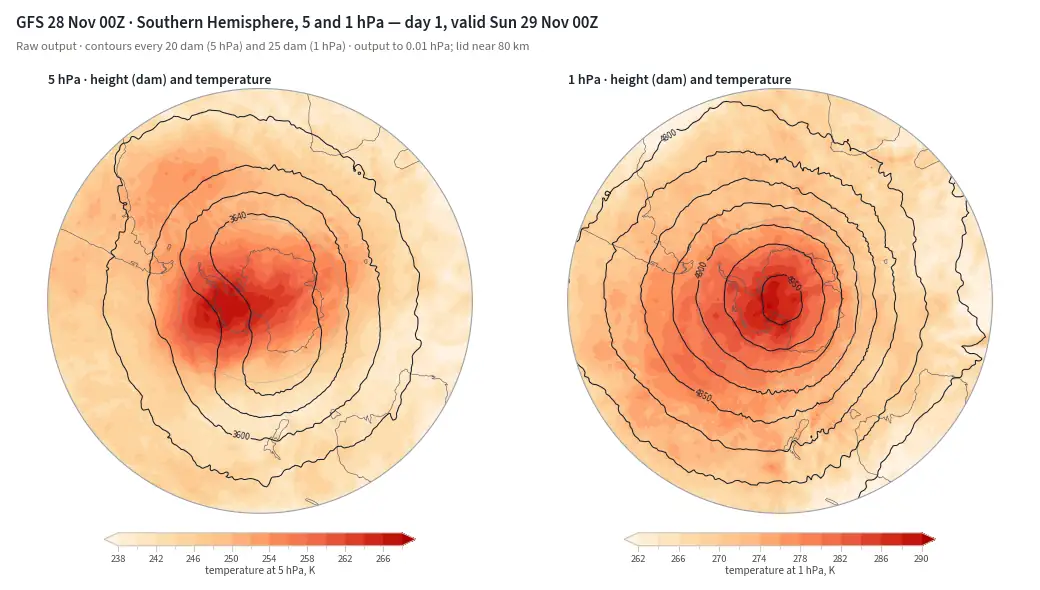 GFS 28 Nov 00Z · Southern Hemisphere, 5 and 1 hPa — day 1, valid Sun 29 Nov 00Z
Raw output · contours every 20 dam (5 hPa) and 25 dam (1 hPa) · output to 0.01 hPa; lid near 80 km
5 hPa · height (dam) and temperature
1 hPa · height (dam) and temperature
4800
3640
4900
4950
4850
3600
238 242 246 250 254 258 262 266
temperature at 5 hPa, K
262 266 270 274 278 282 286 290
temperature at 1 hPa, K